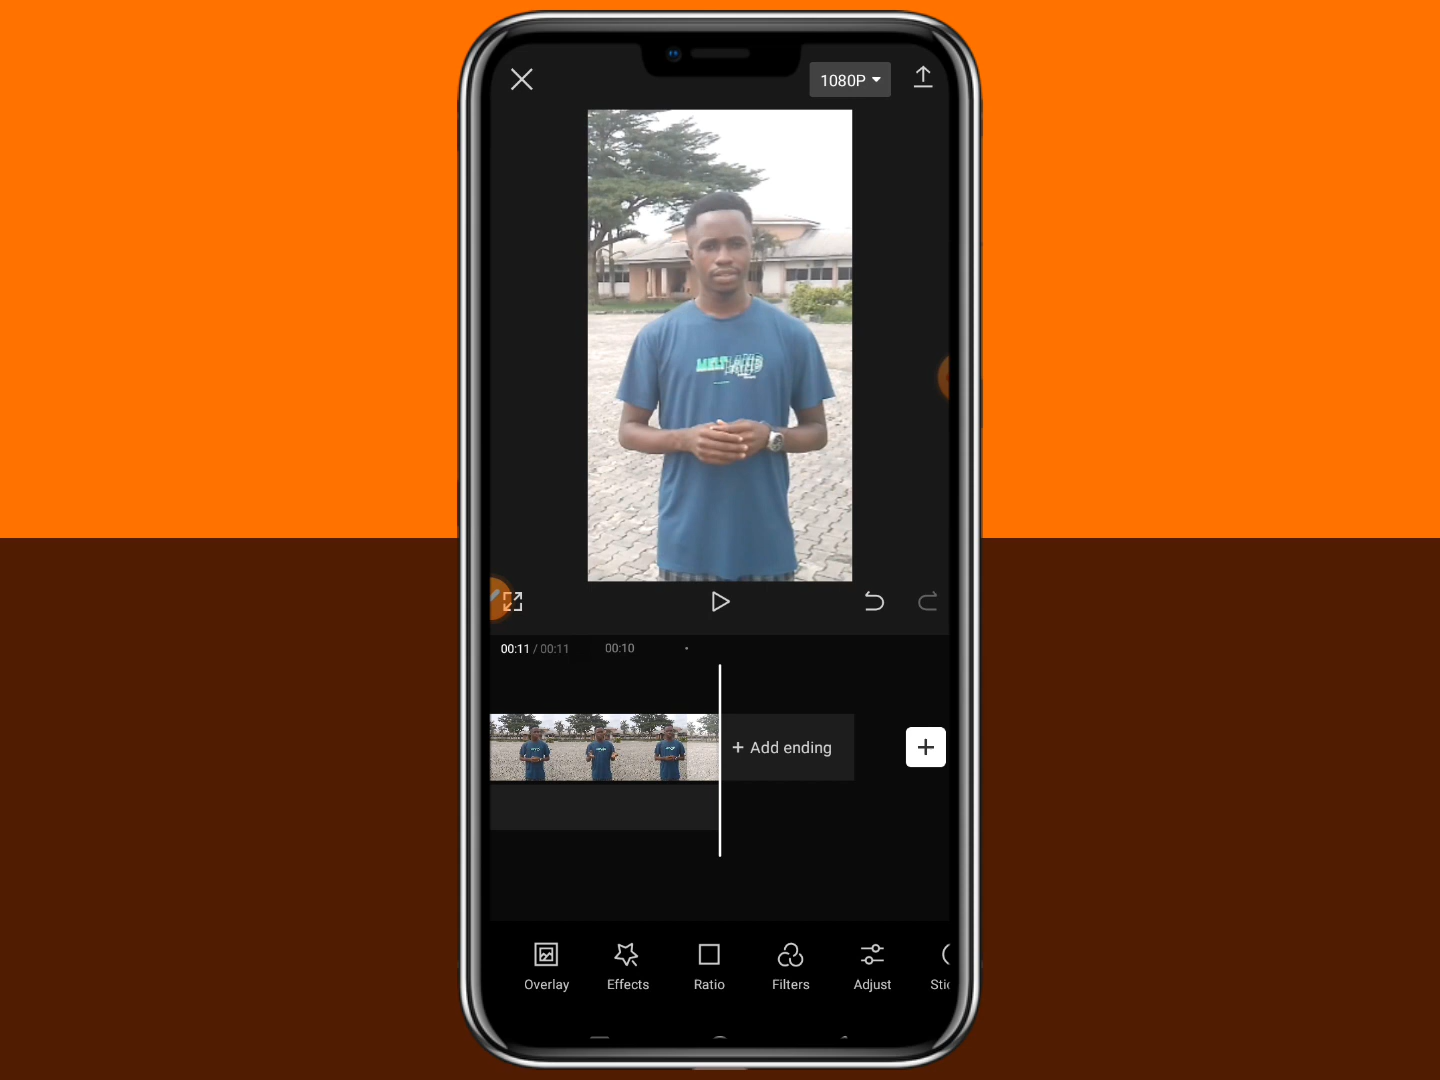 1080P
00:11 / 00:11 00:10
+ Add ending
Overlay Effects Ratio Filters Adjust